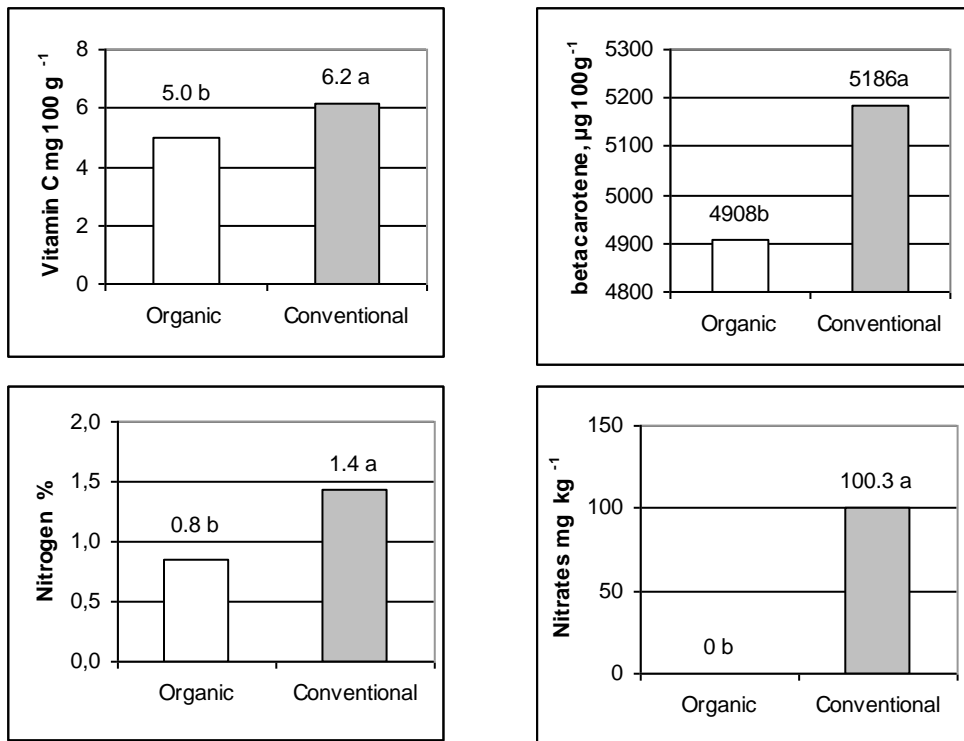 Vitamin C mg 100 g -1
8
6
4
2
0
5.0 b
6.2 a
Organic
Conventional
betacarotene, µg 100g-1
5300
5200
5100
5000
4900
4800
4908b
5186a
Organic
Conventional
Nitrogen %
2,0
1,5
1,0
0,5
0,0
0.8 b
1.4 a
Organic
Conventional
Nitrates mg kg -1
150
100
50
0
0 b
100.3 a
Organic
Conventional